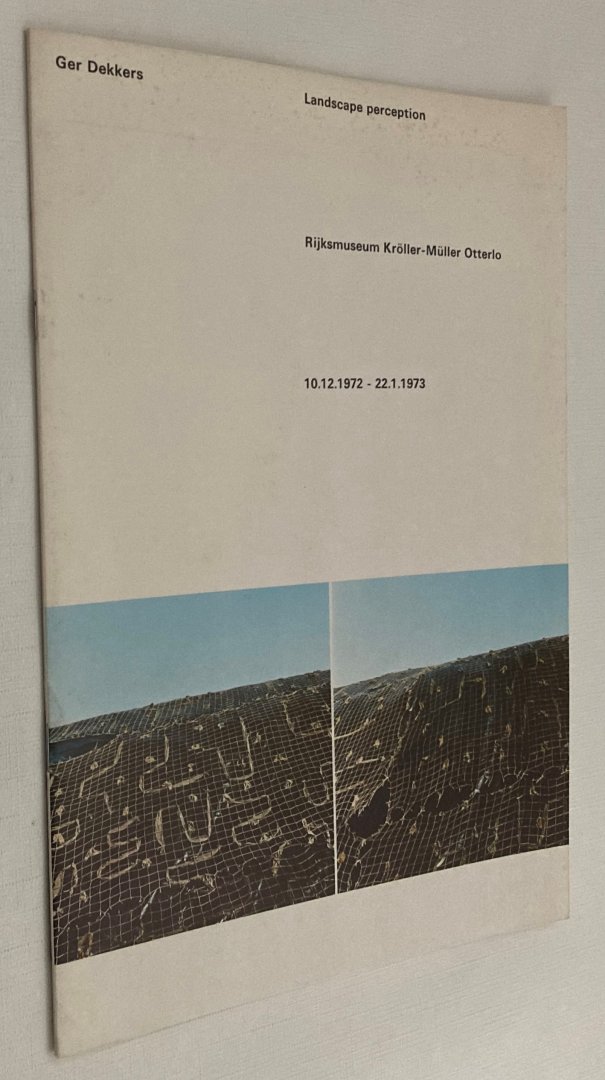 Ger Dekkers
Landscape perception
Rijksmuseum Kröller-Müller Otterlo
10.12.1972 - 22.1.1973